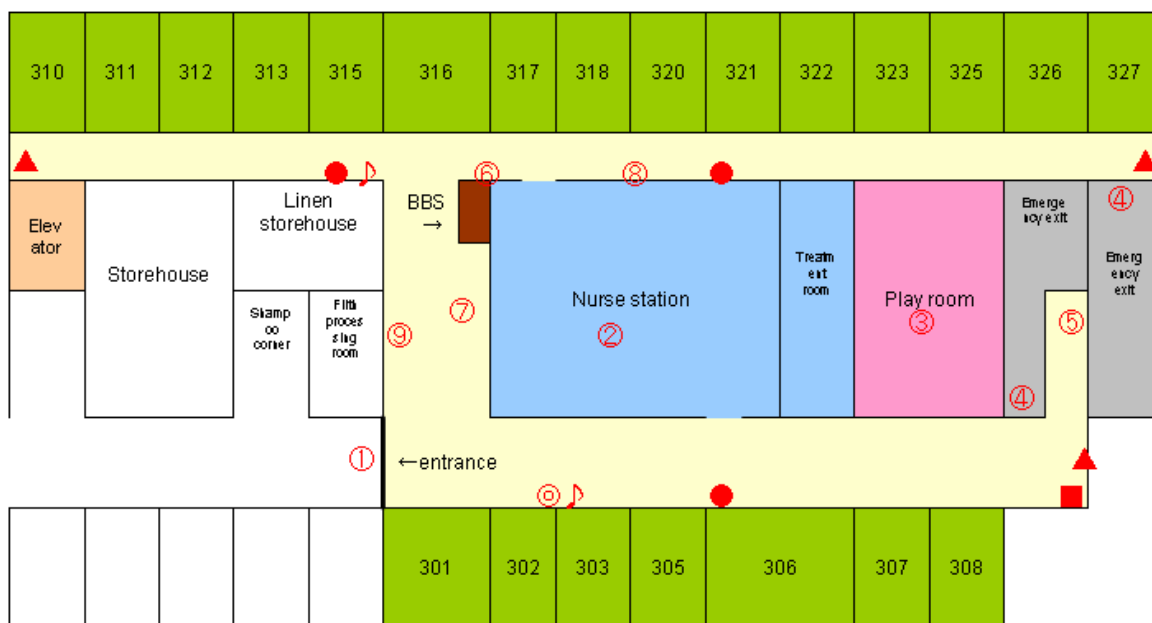 310 311 312 313 315 316 317 318 320 321 322 323 325 326 327
⑥ ⑧
④
Linen
storehouse
BBS
→
Elev
ator
Storehouse
Emerge
ncy exit
Treatm
ent
room
Emerg
ency
exit
Nurse station
②
Play room
③
⑦
⑨
⑤
Shamp
oo
corner
Filth
proces
sing
room
④
①
←entrance
◎ ♪
♪
301 302 303 305 306 307 308